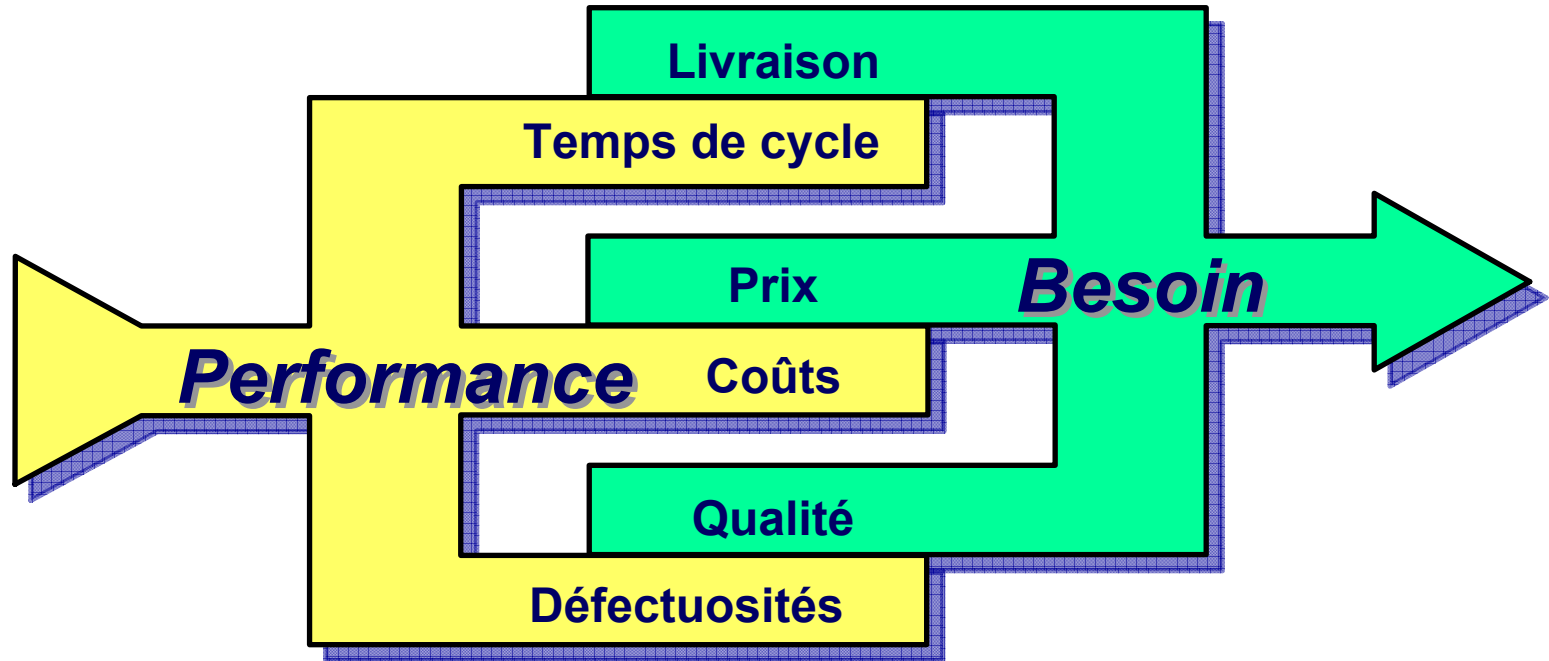 Livraison
Temps de cycle
Prix
Besoin
Performance
Coûts
Qualité
Défectuosités